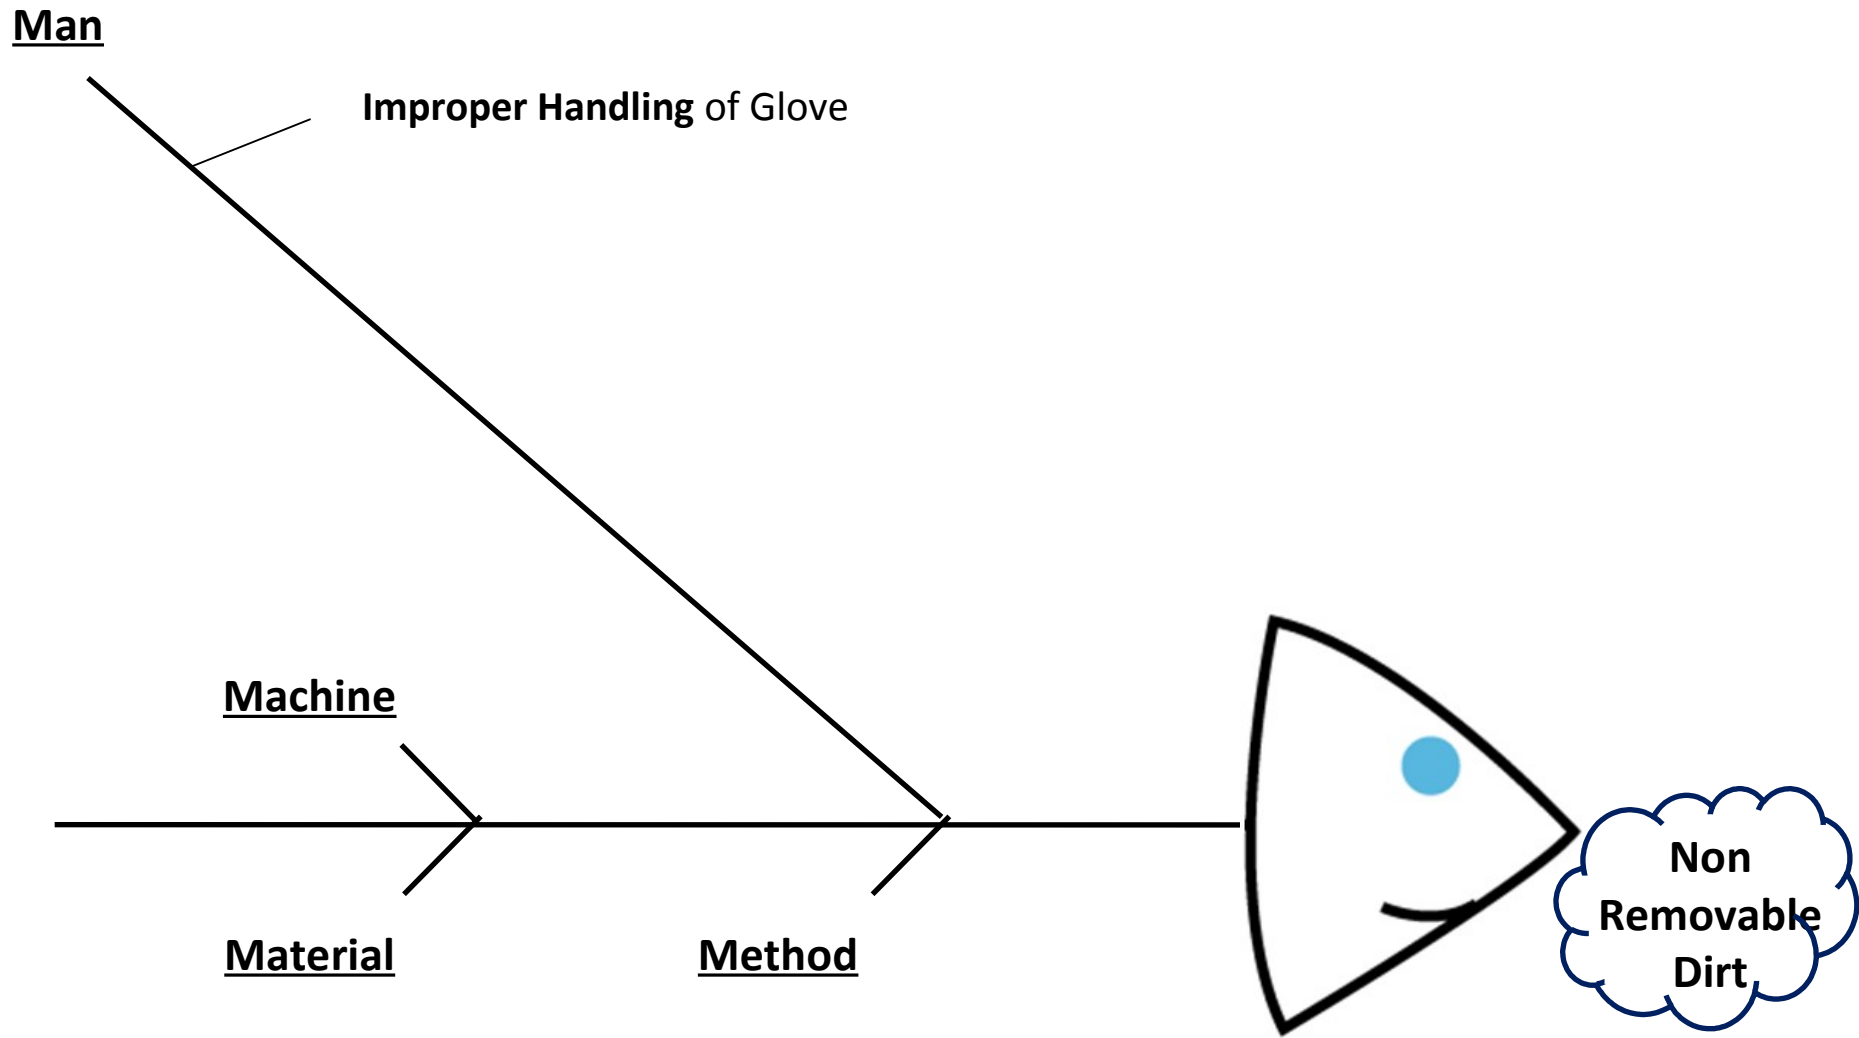 Man
Improper Handling of Glove
Machine
Material
Method
Non
Removable
Dirt